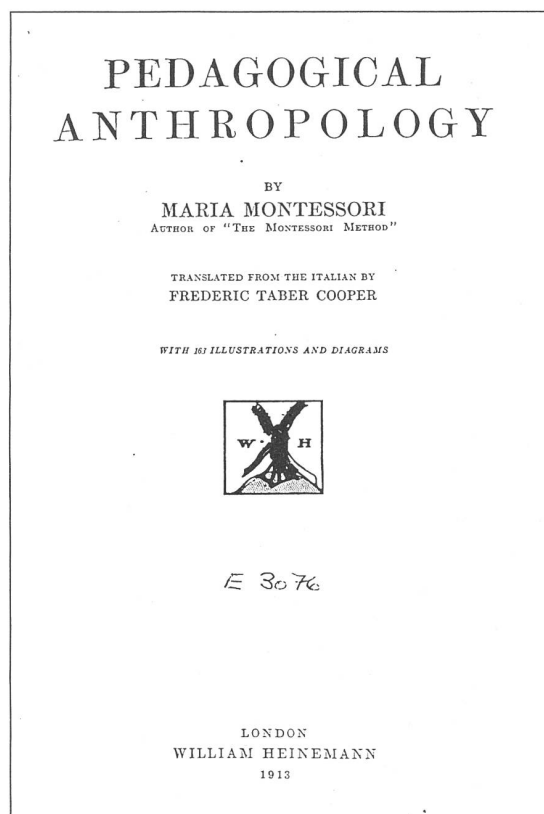 PEDAGOGICAL
ANTHROPOLOGY
BY
MARIA MONTESSORI
AUTHOR OF "THE MONTESSORI METHOD"
TRANSLATED FROM THE ITALIAN BY
FREDERIC TABER COOPER
WITH 163 ILLUSTRATIONS AND DIAGRAMS
W H
E 3076
LONDON
WILLIAM HEINEMANN
1913